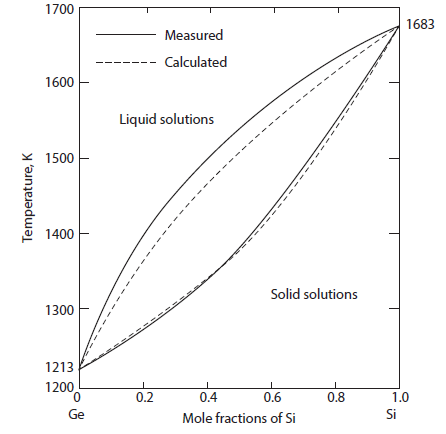 1700
1683
Measured
Calculated
1600
Liquid solutions
1500
Temperature, K
1400
Solid solutions
1300
1213
1200
0 0.2 0.4 0.6 0.8 1.0
Ge Mole fractions of Si Si